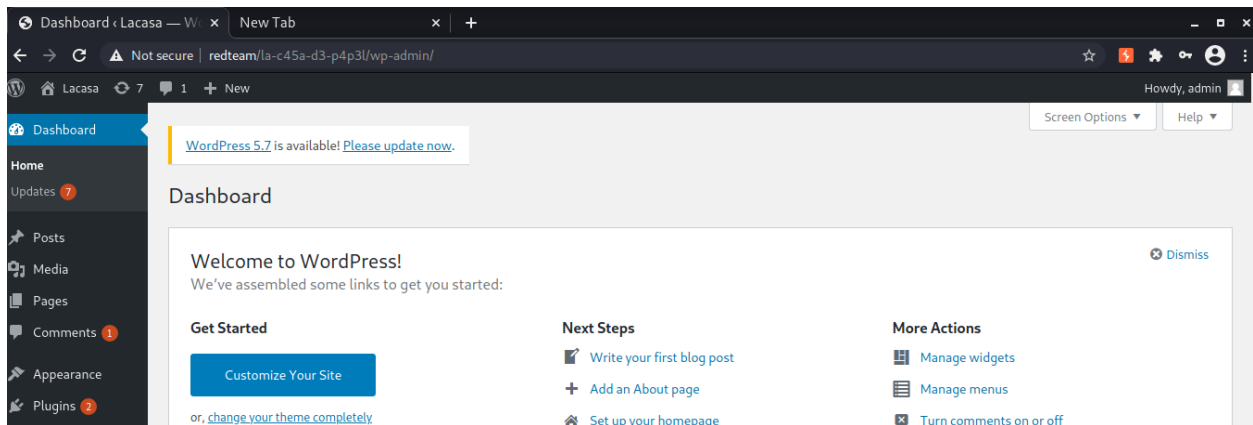 Dashboard ‹ Lacasa — Wo New Tab
Not secure | redteam/la-c45a-d3-p4p3l/wp-admin/
Lacasa 7 1 + New Howdy, admin
Screen Options ▼ Help ▼
Dashboard
Home
Updates 7
Posts
Media
Pages
Comments 1
Appearance
Plugins 2
WordPress 5.7 is available! Please update now.
Dashboard
Welcome to WordPress!
Dismiss
We've assembled some links to get you started:
Get Started
Customize Your Site
or, change your theme completely
Next Steps
Write your first blog post
Add an About page
Set up your homepage
More Actions
Manage widgets
Manage menus
Turn comments on or off